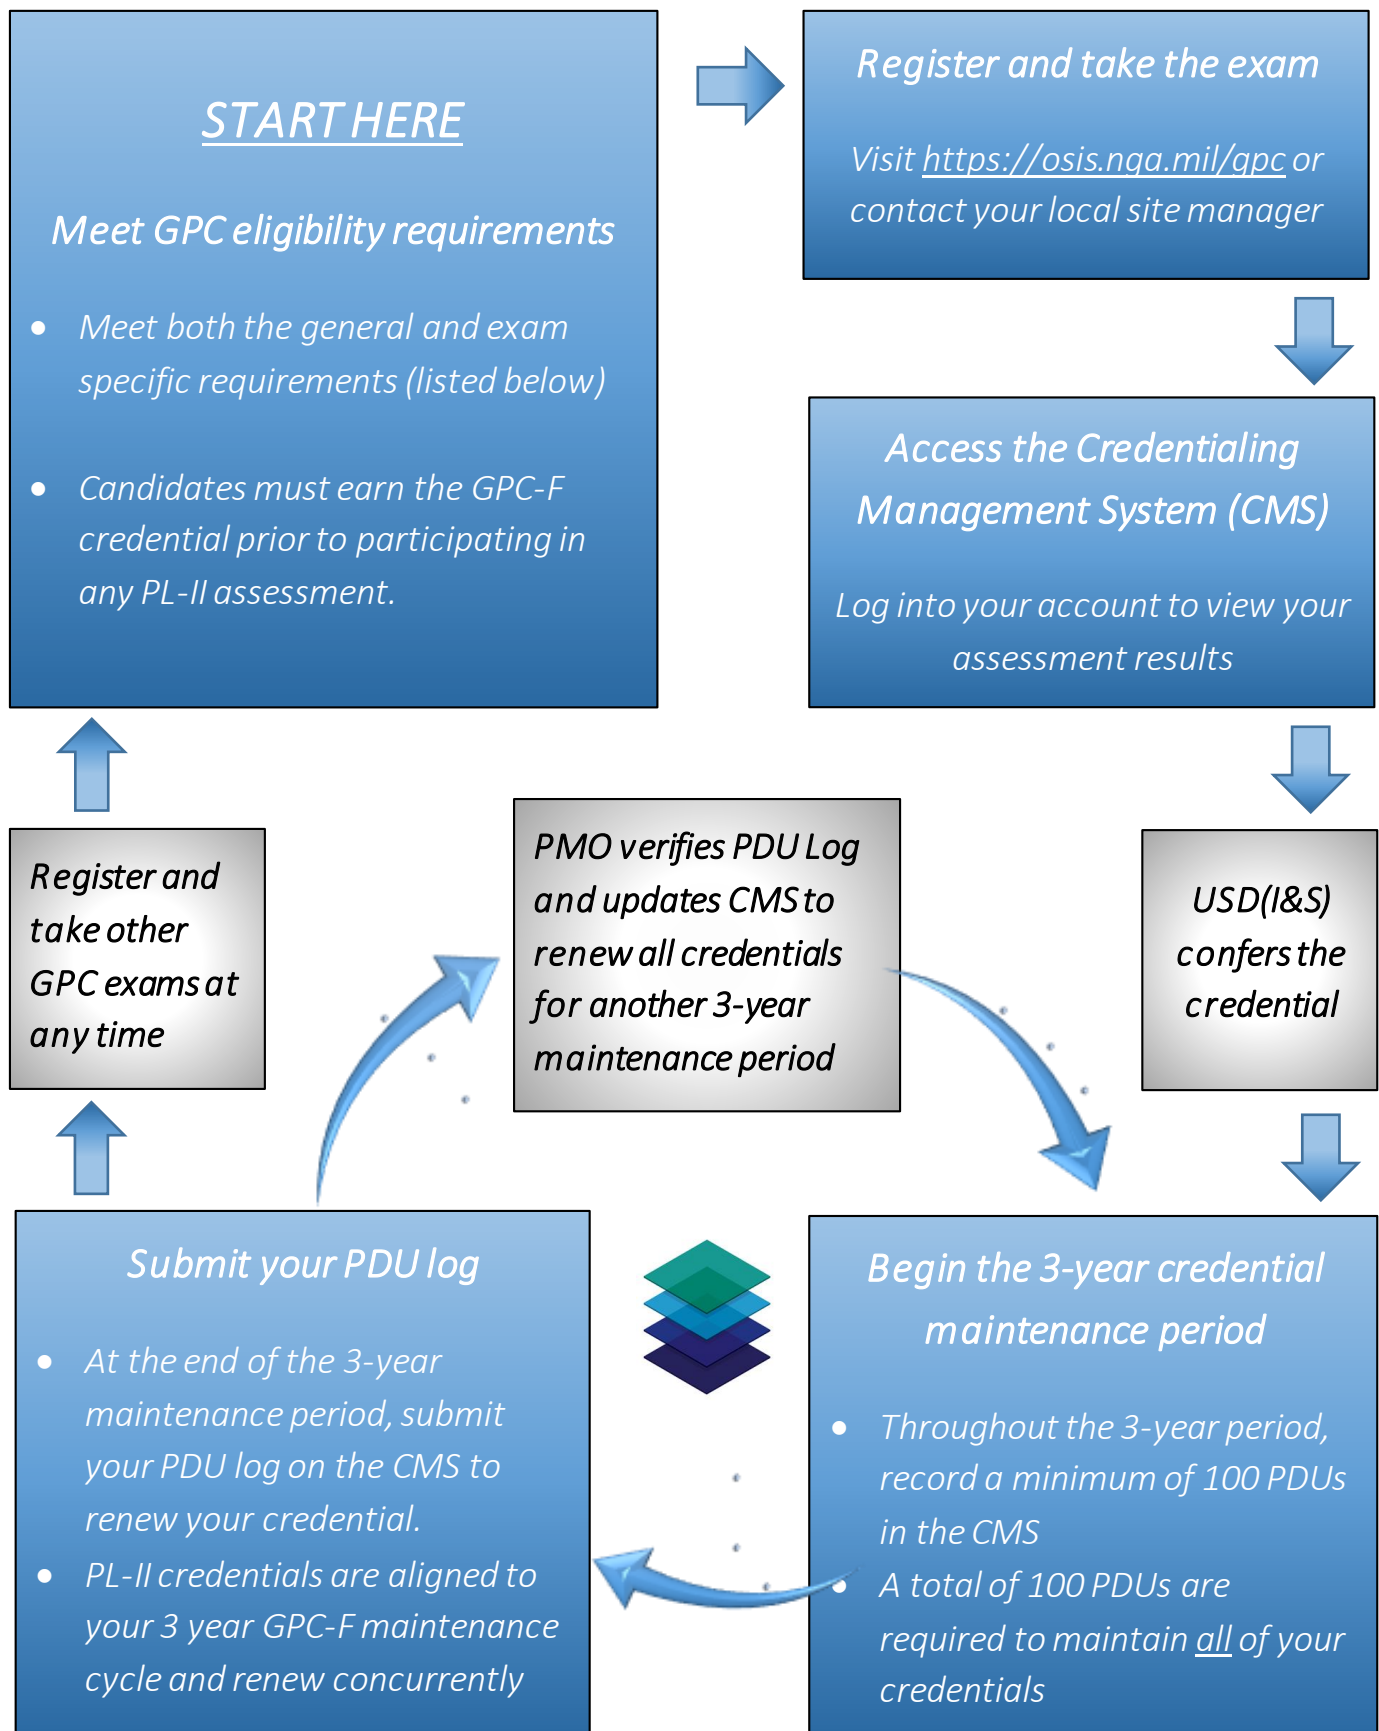 START HERE
Meet GPC eligibility requirements
• Meet both the general and exam
specific requirements (listed below)
• Candidates must earn the GPC-F
credential prior to participating in
any PL-II assessment.
Register and take the exam
Visit https://osis.nga.mil/gpc or
contact your local site manager
Access the Credentialing
Management System (CMS)
Log into your account to view your
assessment results
USD(I&S)
confers the
credential
Begin the 3-year credential
maintenance period
• Throughout the 3-year period,
record a minimum of 100 PDUs
in the CMS
• A total of 100 PDUs are
required to maintain all of your
credentials
Submit your PDU log
• At the end of the 3-year
maintenance period, submit
your PDU log on the CMS to
renew your credential.
• PL-II credentials are aligned to
your 3 year GPC-F maintenance
cycle and renew concurrently
PMO verifies PDU Log
and updates CMS to
renew all credentials
for another 3-year
maintenance period
Register and
take other
GPC exams at
any time